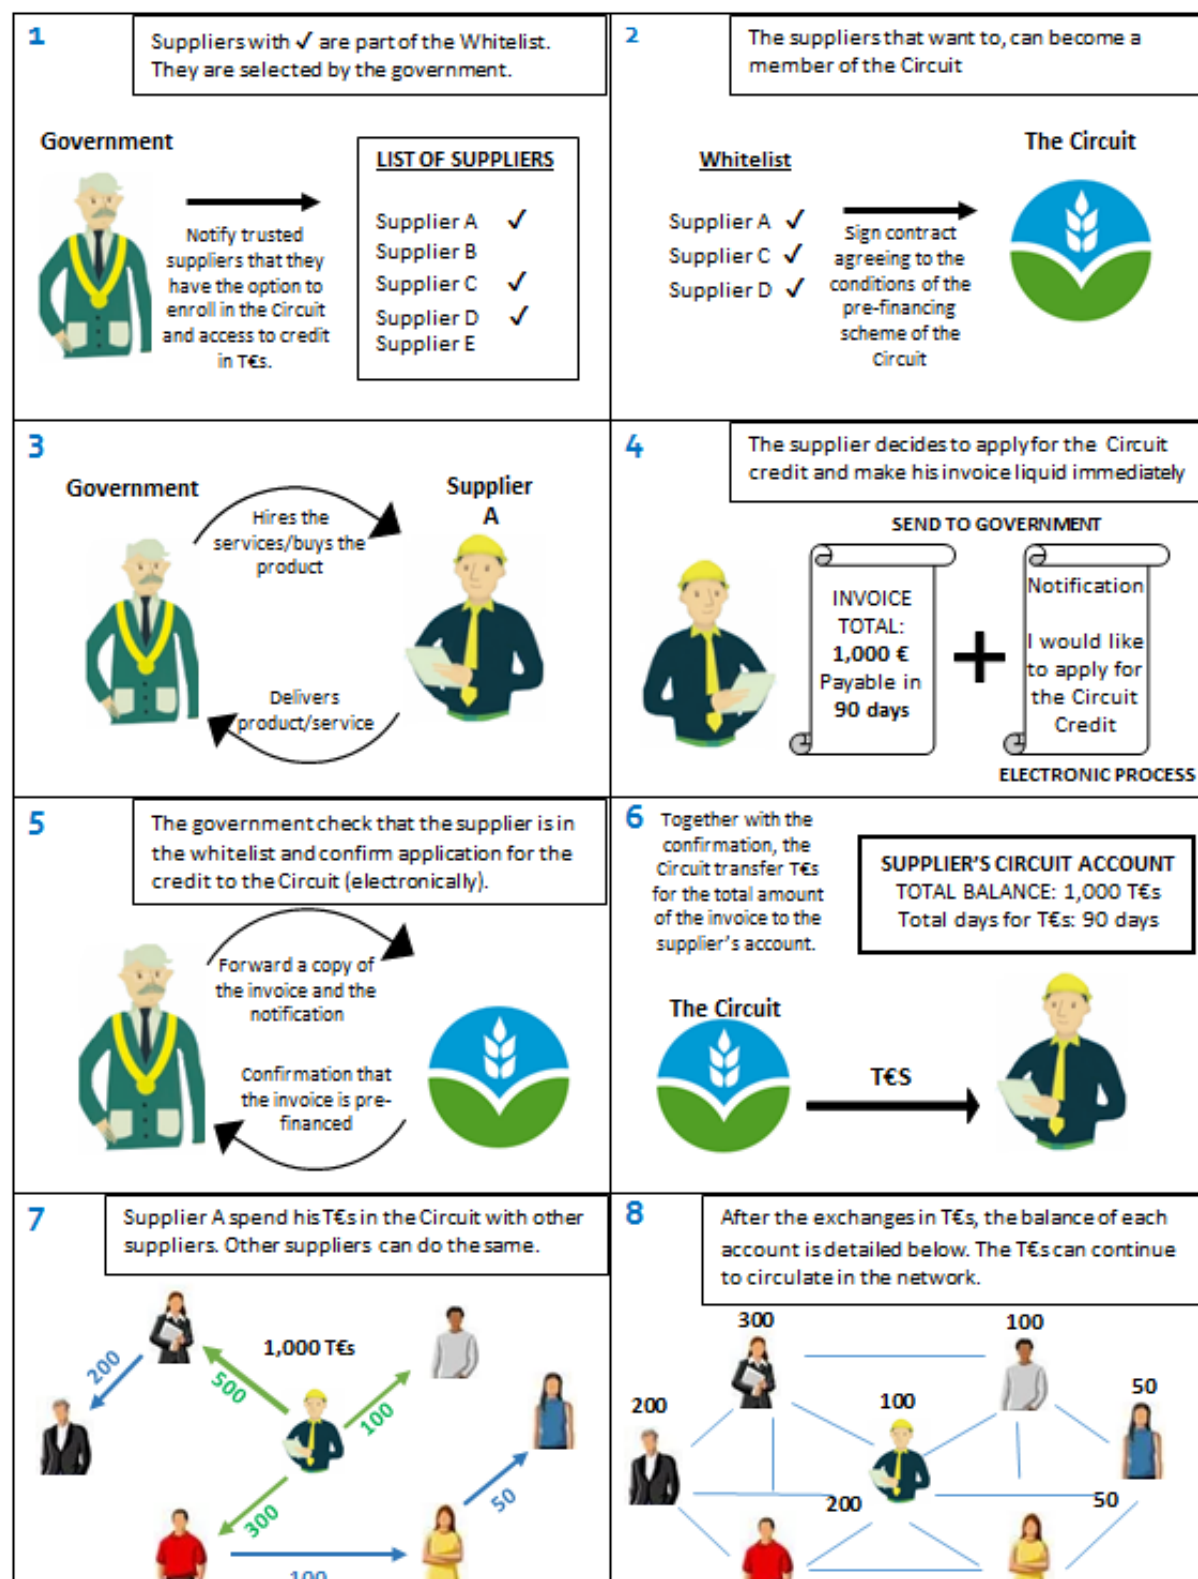 1
Suppliers with ✓ are part of the Whitelist.
They are selected by the government.
Government
Notify trusted
suppliers that they
have the option to
enroll in the Circuit
and access to credit
in T€s.
LIST OF SUPPLIERS
Supplier A ✓
Supplier B
Supplier C ✓
Supplier D ✓
Supplier E
2
The suppliers that want to, can become a
member of the Circuit
Whitelist
Supplier A ✓
Supplier C ✓
Supplier D ✓
Sign contract
agreeing to the
conditions of the
pre-financing
scheme of the
Circuit
The Circuit
3
Government
Supplier
A
Hires the
services/buys the
product
Delivers
product/service
4
The supplier decides to apply for the Circuit
credit and make his invoice liquid immediately
SEND TO GOVERNMENT
INVOICE
TOTAL:
1,000 €
Payable in
90 days
+
Notification
I would like
to apply for
the Circuit
Credit
ELECTRONIC PROCESS
5
The government check that the supplier is in
the whitelist and confirm application for the
credit to the Circuit (electronically).
Forward a copy of
the invoice and the
notification
Confirmation that
the invoice is pre-
financed
6
Together with the
confirmation, the
Circuit transfer T€s
for the total amount
of the invoice to the
supplier's account.
SUPPLIER'S CIRCUIT ACCOUNT
TOTAL BALANCE: 1,000 T€s
Total days for T€s: 90 days
The Circuit
T€S
7
Supplier A spend his T€s in the Circuit with other
suppliers. Other suppliers can do the same.
1,000 T€s
200
500
100
300
50
100
8
After the exchanges in T€s, the balance of each
account is detailed below. The T€s can continue
to circulate in the network.
300
100
200
100
50
200
50